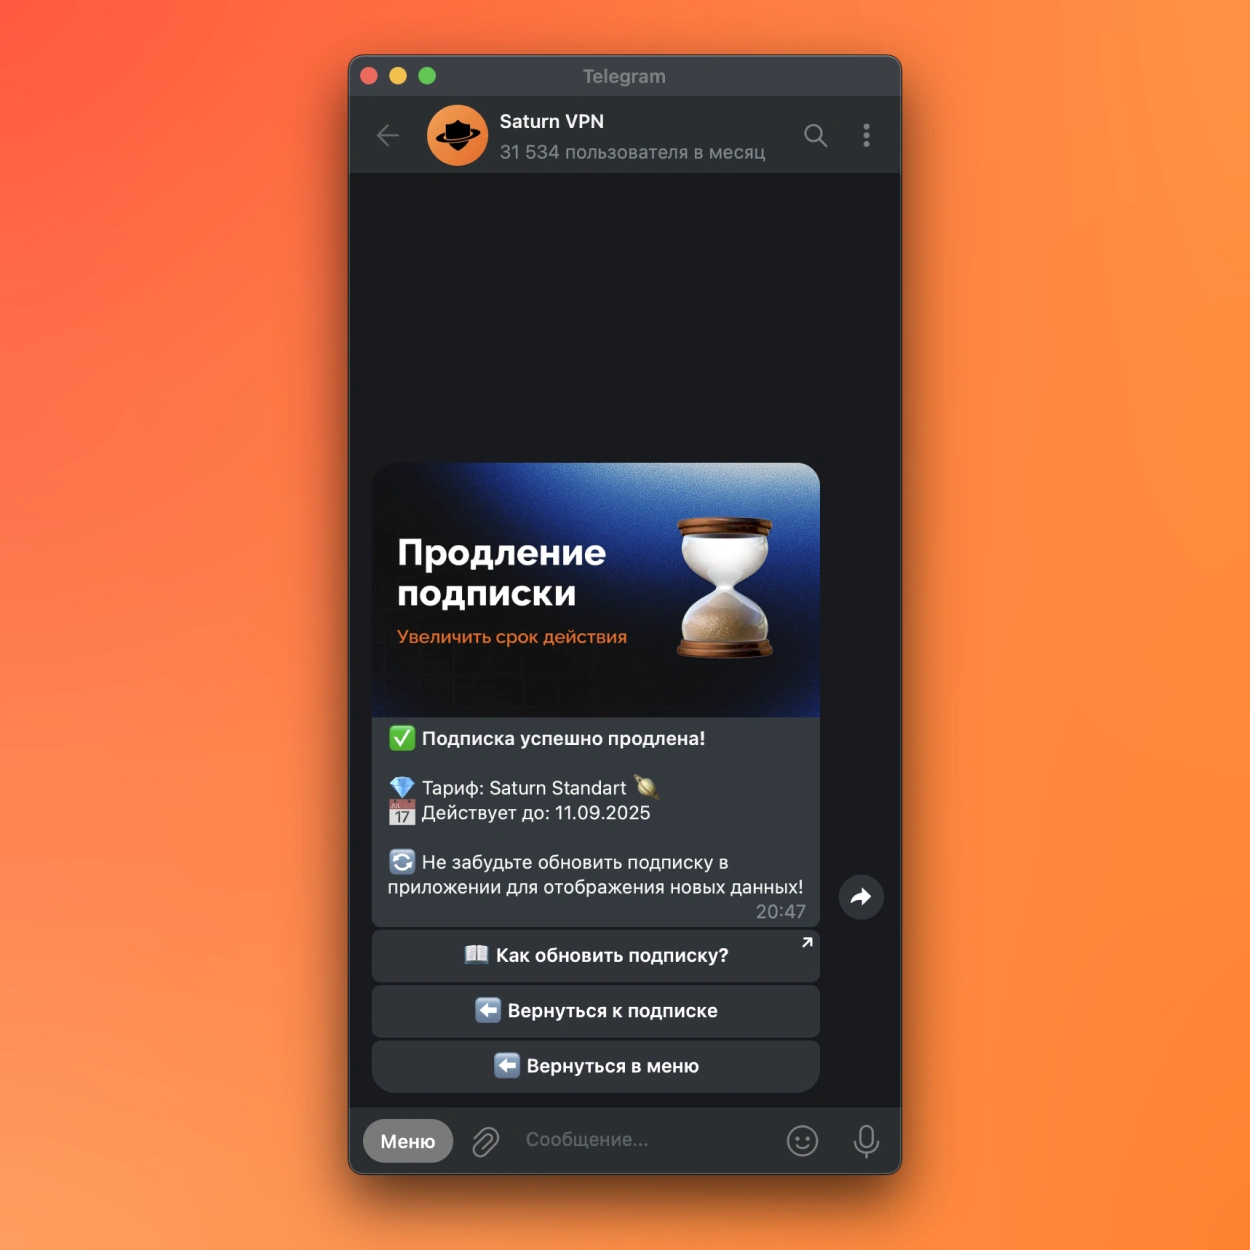 Telegram
Saturn VPN
31 534 пользователя в месяц
Продление
подписки
Увеличить срок действия
✅ Подписка успешно продлена!
💎 Тариф: Saturn Standart 🪐
📅 Действует до: 11.09.2025
🔄 Не забудьте обновить подписку в
приложении для отображения новых данных!
20:47
📖 Как обновить подписку?
⬅️ Вернуться к подписке
⬅️ Вернуться в меню
Меню
Сообщение...